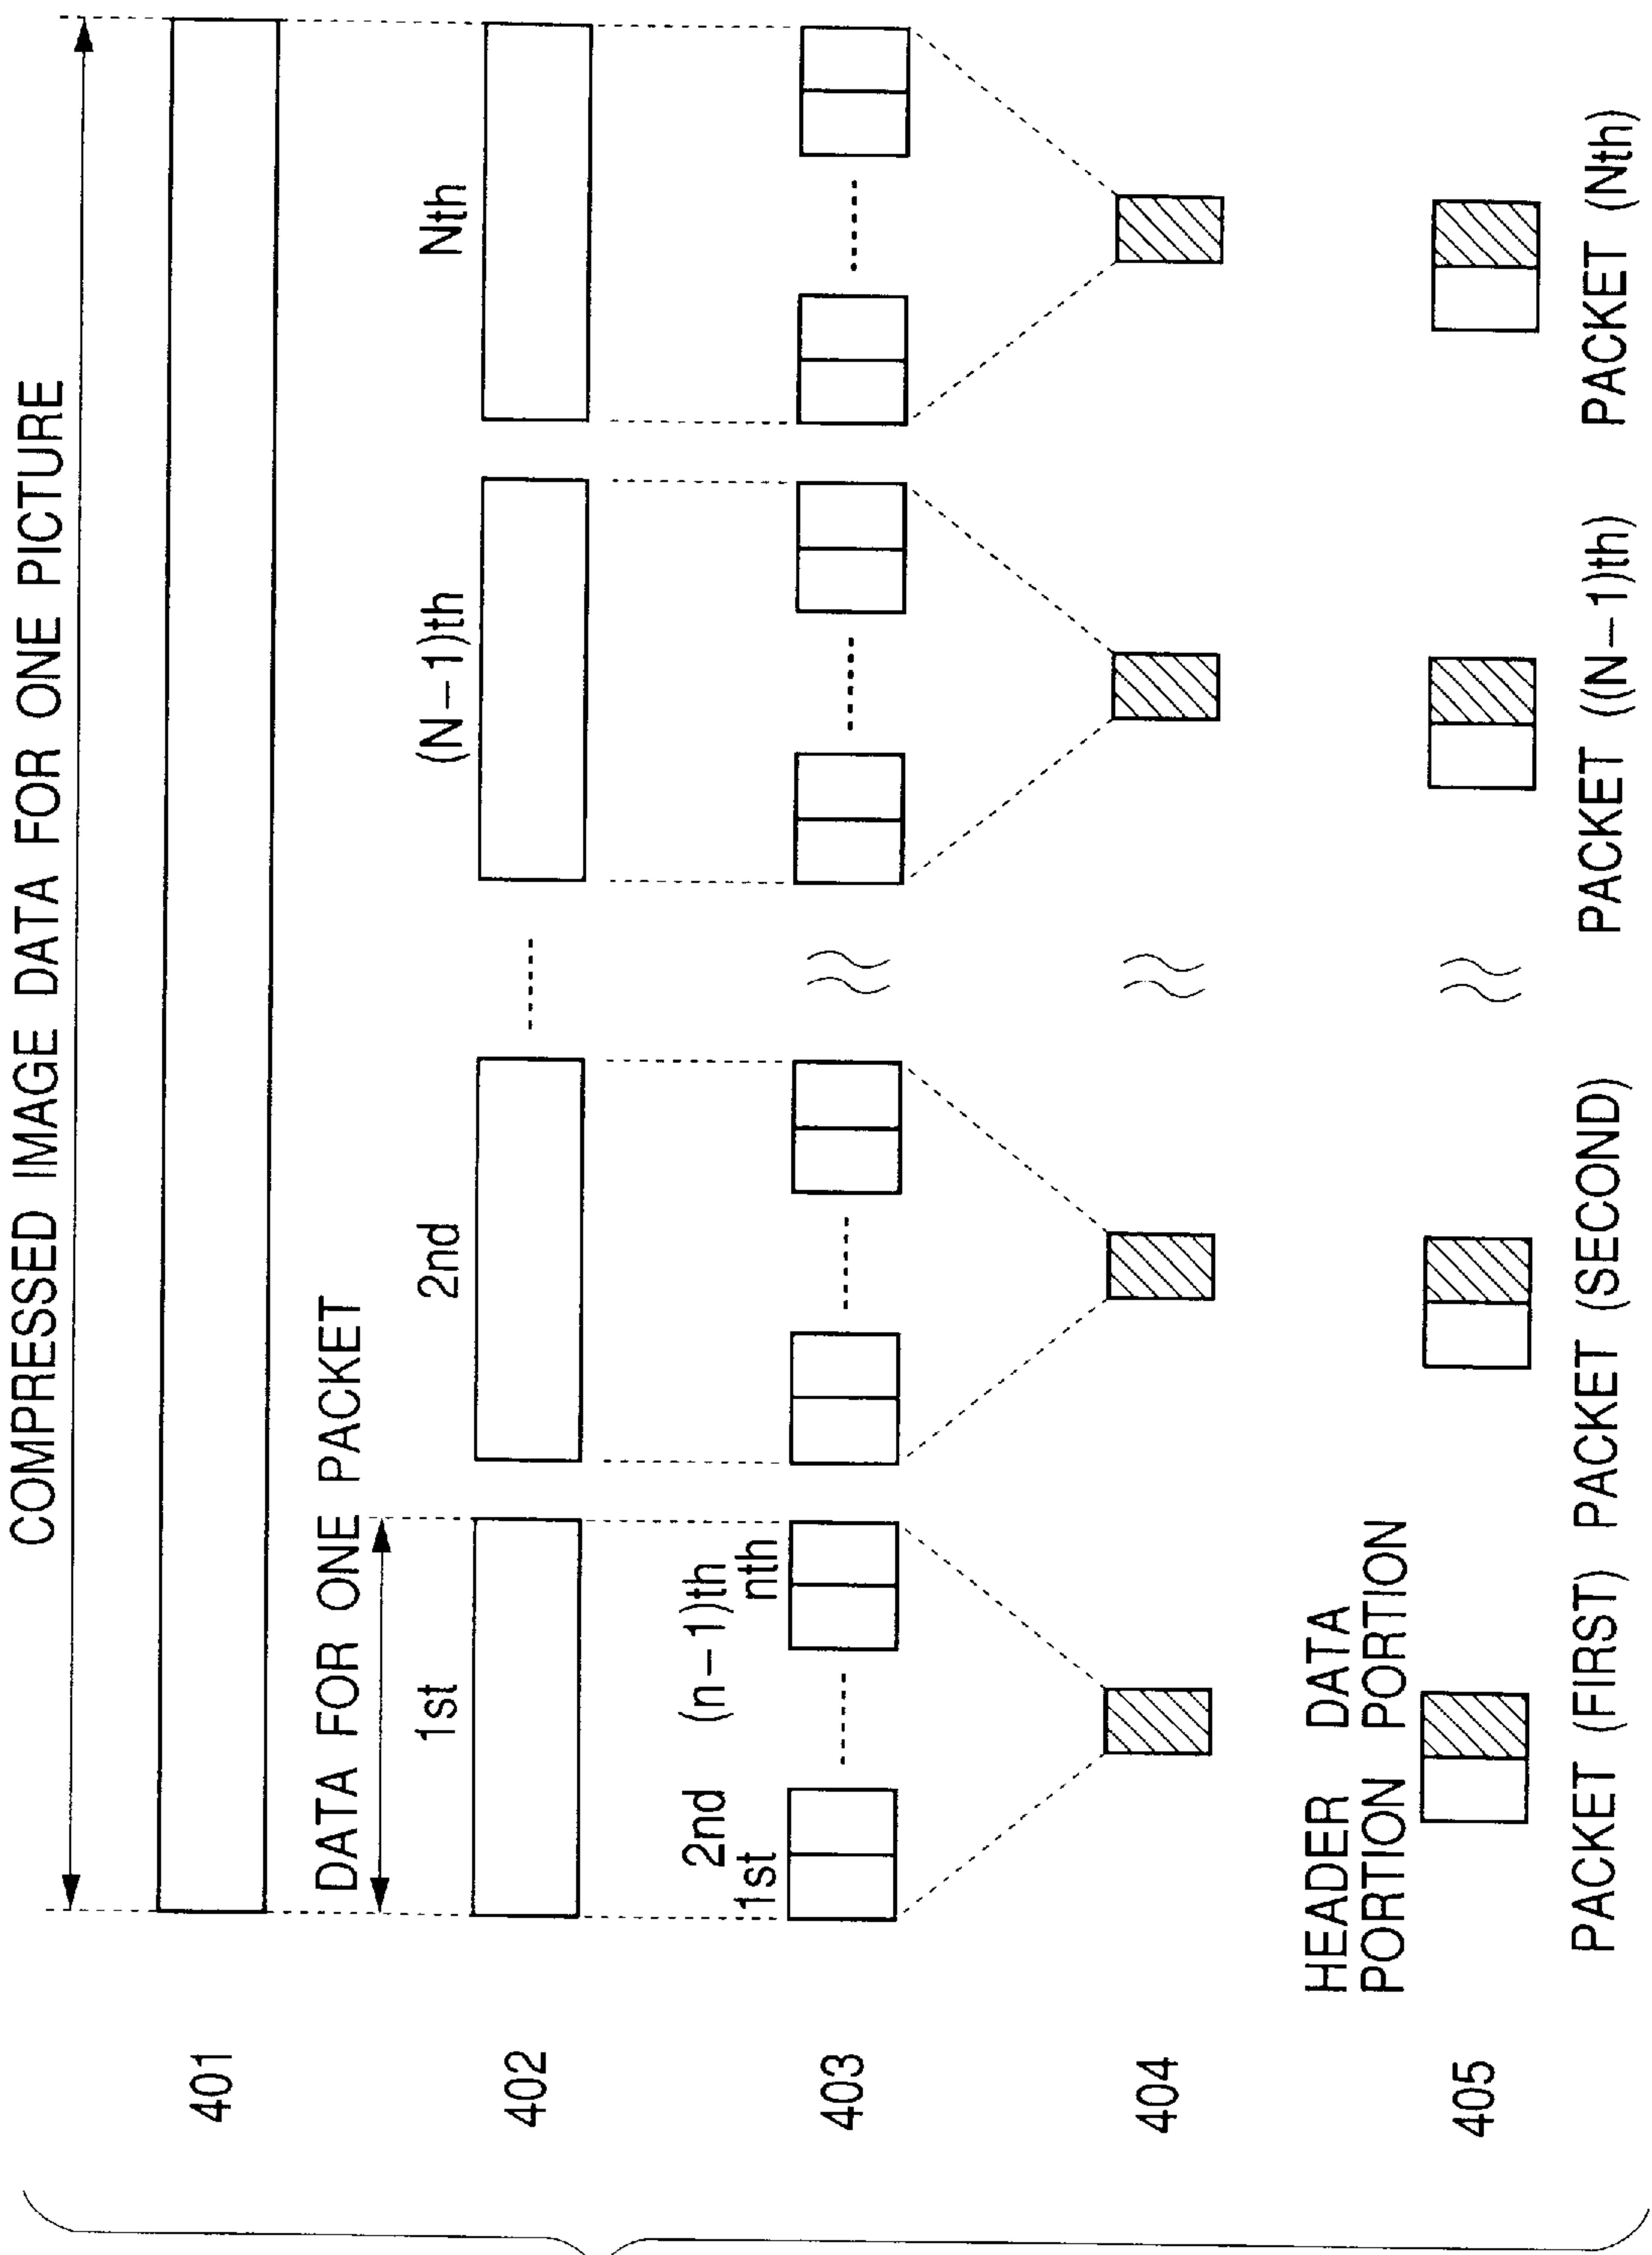 COMPRESSED IMAGE DATA FOR ONE PICTURE
401
DATA FOR ONE PACKET
402
1st
2nd
(N-1)th
Nth
403
2nd
(n-1)th
1st
nth
404
HEADER DATA
PORTION PORTION
405
PACKET (FIRST) PACKET (SECOND) PACKET ((N-1)th) PACKET (Nth)